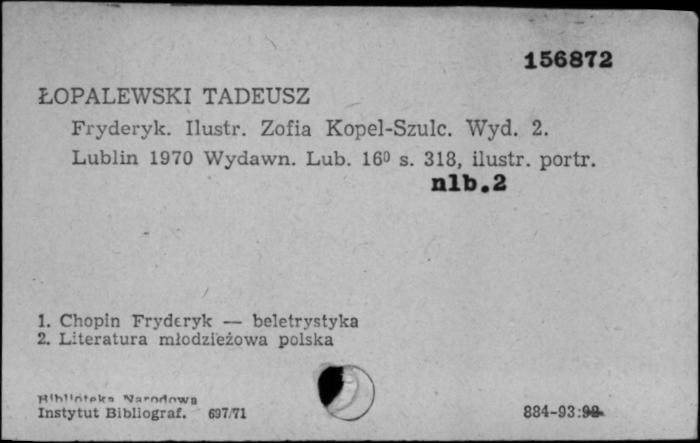 156872
ŁOPALEWSKI TADEUSZ
Fryderyk. Ilustr. Zofia Kopel-Szulc. Wyd. 2.
Lublin 1970 Wydawn. Lub. 16⁰ s. 318, ilustr. portr.
nlb.2
1. Chopin Fryderyk — beletrystyka
2. Literatura młodzieżowa polska
Biblioteka Narodowa
Instytut Bibliograf. 697/71
884-93: